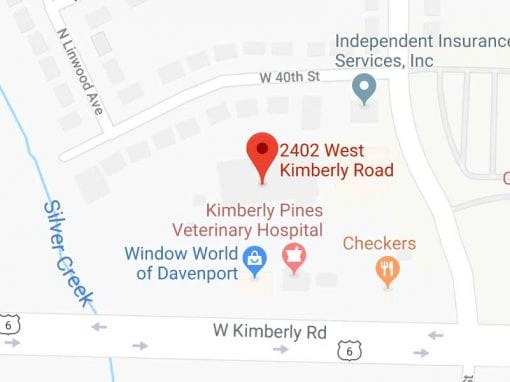 N Linwood Ave
Independent Insurance
Services, Inc
W 40th St
2402 West
Kimberly Road
Kimberly Pines
Veterinary Hospital
Silver Creek
Window World
of Davenport
Checkers
W Kimberly Rd
6
6